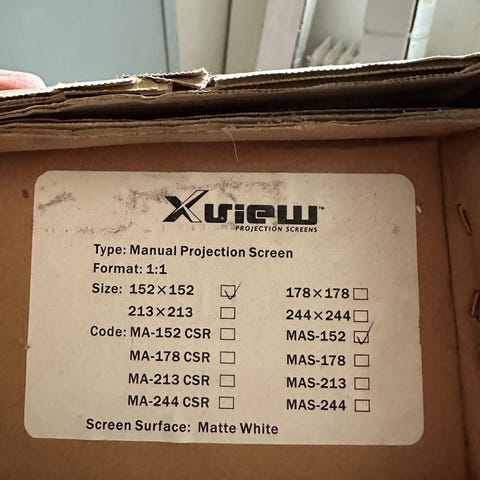 Xview™
PROJECTION SCREENS
Type: Manual Projection Screen
Format: 1:1
Size: 152×152 ☑ 178×178 ☐
213×213 ☐ 244×244 ☐
Code: MA-152 CSR ☐ MAS-152 ☑
MA-178 CSR ☐ MAS-178 ☐
MA-213 CSR ☐ MAS-213 ☐
MA-244 CSR ☐ MAS-244 ☐
Screen Surface: Matte White